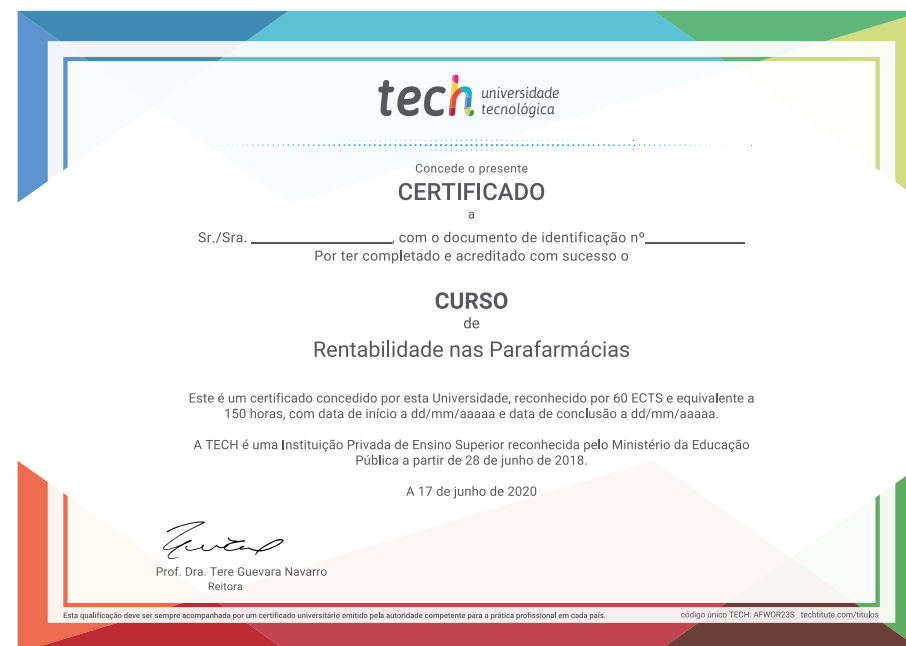 tech universidade
tecnológica
Concede o presente
CERTIFICADO
a
Sr./Sra. ____________________, com o documento de identificação nº______________
Por ter completado e acreditado com sucesso o
CURSO
de
Rentabilidade nas Parafarmácias
Este é um certificado concedido por esta Universidade, reconhecido por 60 ECTS e equivalente a
150 horas, com data de início a dd/mm/aaaaa e data de conclusão a dd/mm/aaaaa.
A TECH é uma Instituição Privada de Ensino Superior reconhecida pelo Ministério da Educação
Pública a partir de 28 de junho de 2018.
A 17 de junho de 2020
Prof. Dra. Tere Guevara Navarro
Reitora
Esta qualificação deve ser sempre acompanhada por um certificado universitário emitido pela autoridade competente para a prática profissional em cada país.
código único TECH: AFWOR23S techtitute.com/titulos